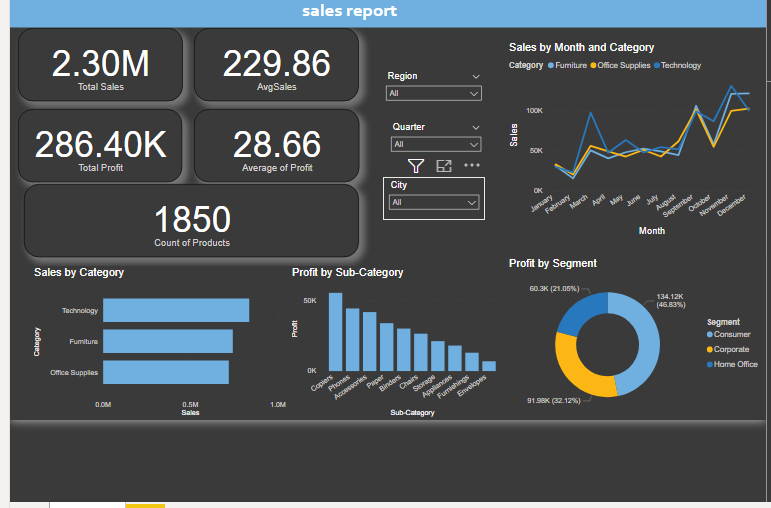 sales report
2.30M
Total Sales
229.86
AvgSales
286.40K
Total Profit
28.66
Average of Profit
1850
Count of Products
Region
All
Quarter
All
City
All
Sales by Month and Category
Category Furniture Office Supplies Technology
100K
50K
0K
Sales
January
February
March
April
May
June
July
August
September
October
November
December
Month
Sales by Category
Category
Technology
Furniture
Office Supplies
0.0M
0.5M
1.0M
Sales
Profit by Sub-Category
50K
0K
Profit
Copiers
Phones
Accessories
Paper
Binders
Chairs
Storage
Appliances
Furnishings
Envelopes
Sub-Category
Profit by Segment
60.3K (21.05%)
134.12K
(46.83%)
91.98K (32.12%)
Segment
Consumer
Corporate
Home Office